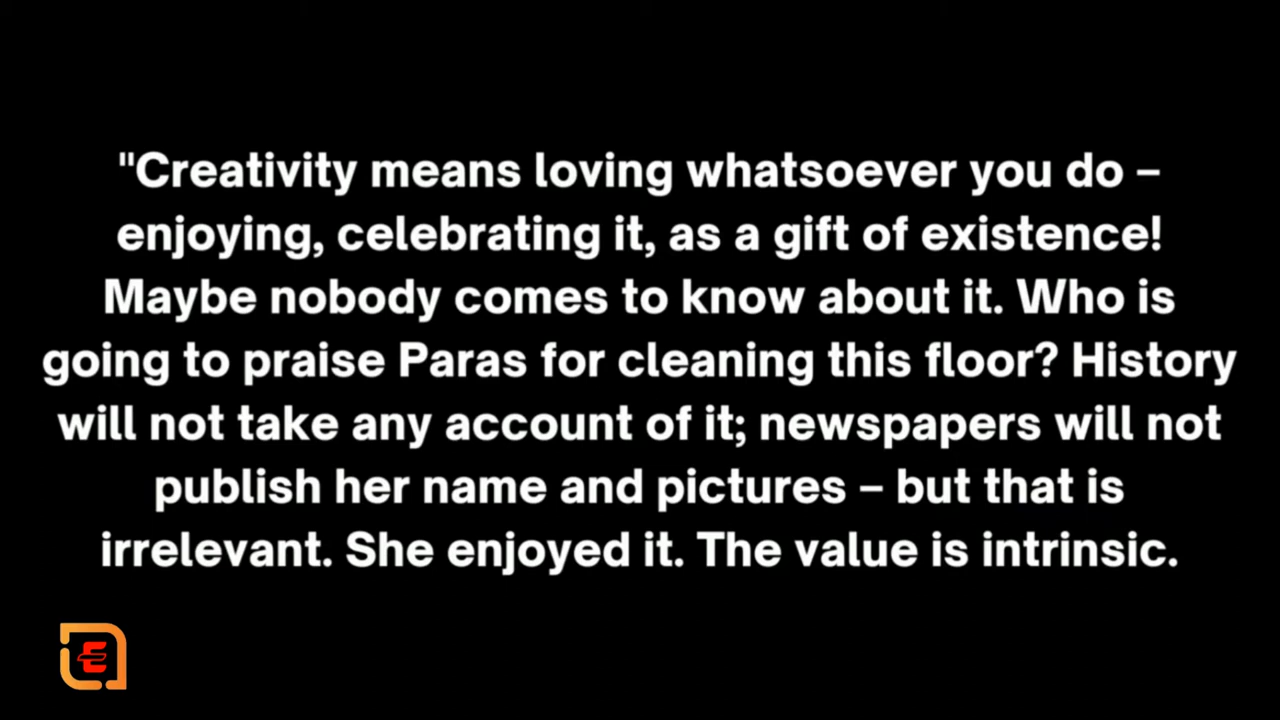 "Creativity means loving whatsoever you do –
enjoying, celebrating it, as a gift of existence!
Maybe nobody comes to know about it. Who is
going to praise Paras for cleaning this floor? History
will not take any account of it; newspapers will not
publish her name and pictures – but that is
irrelevant. She enjoyed it. The value is intrinsic.
E